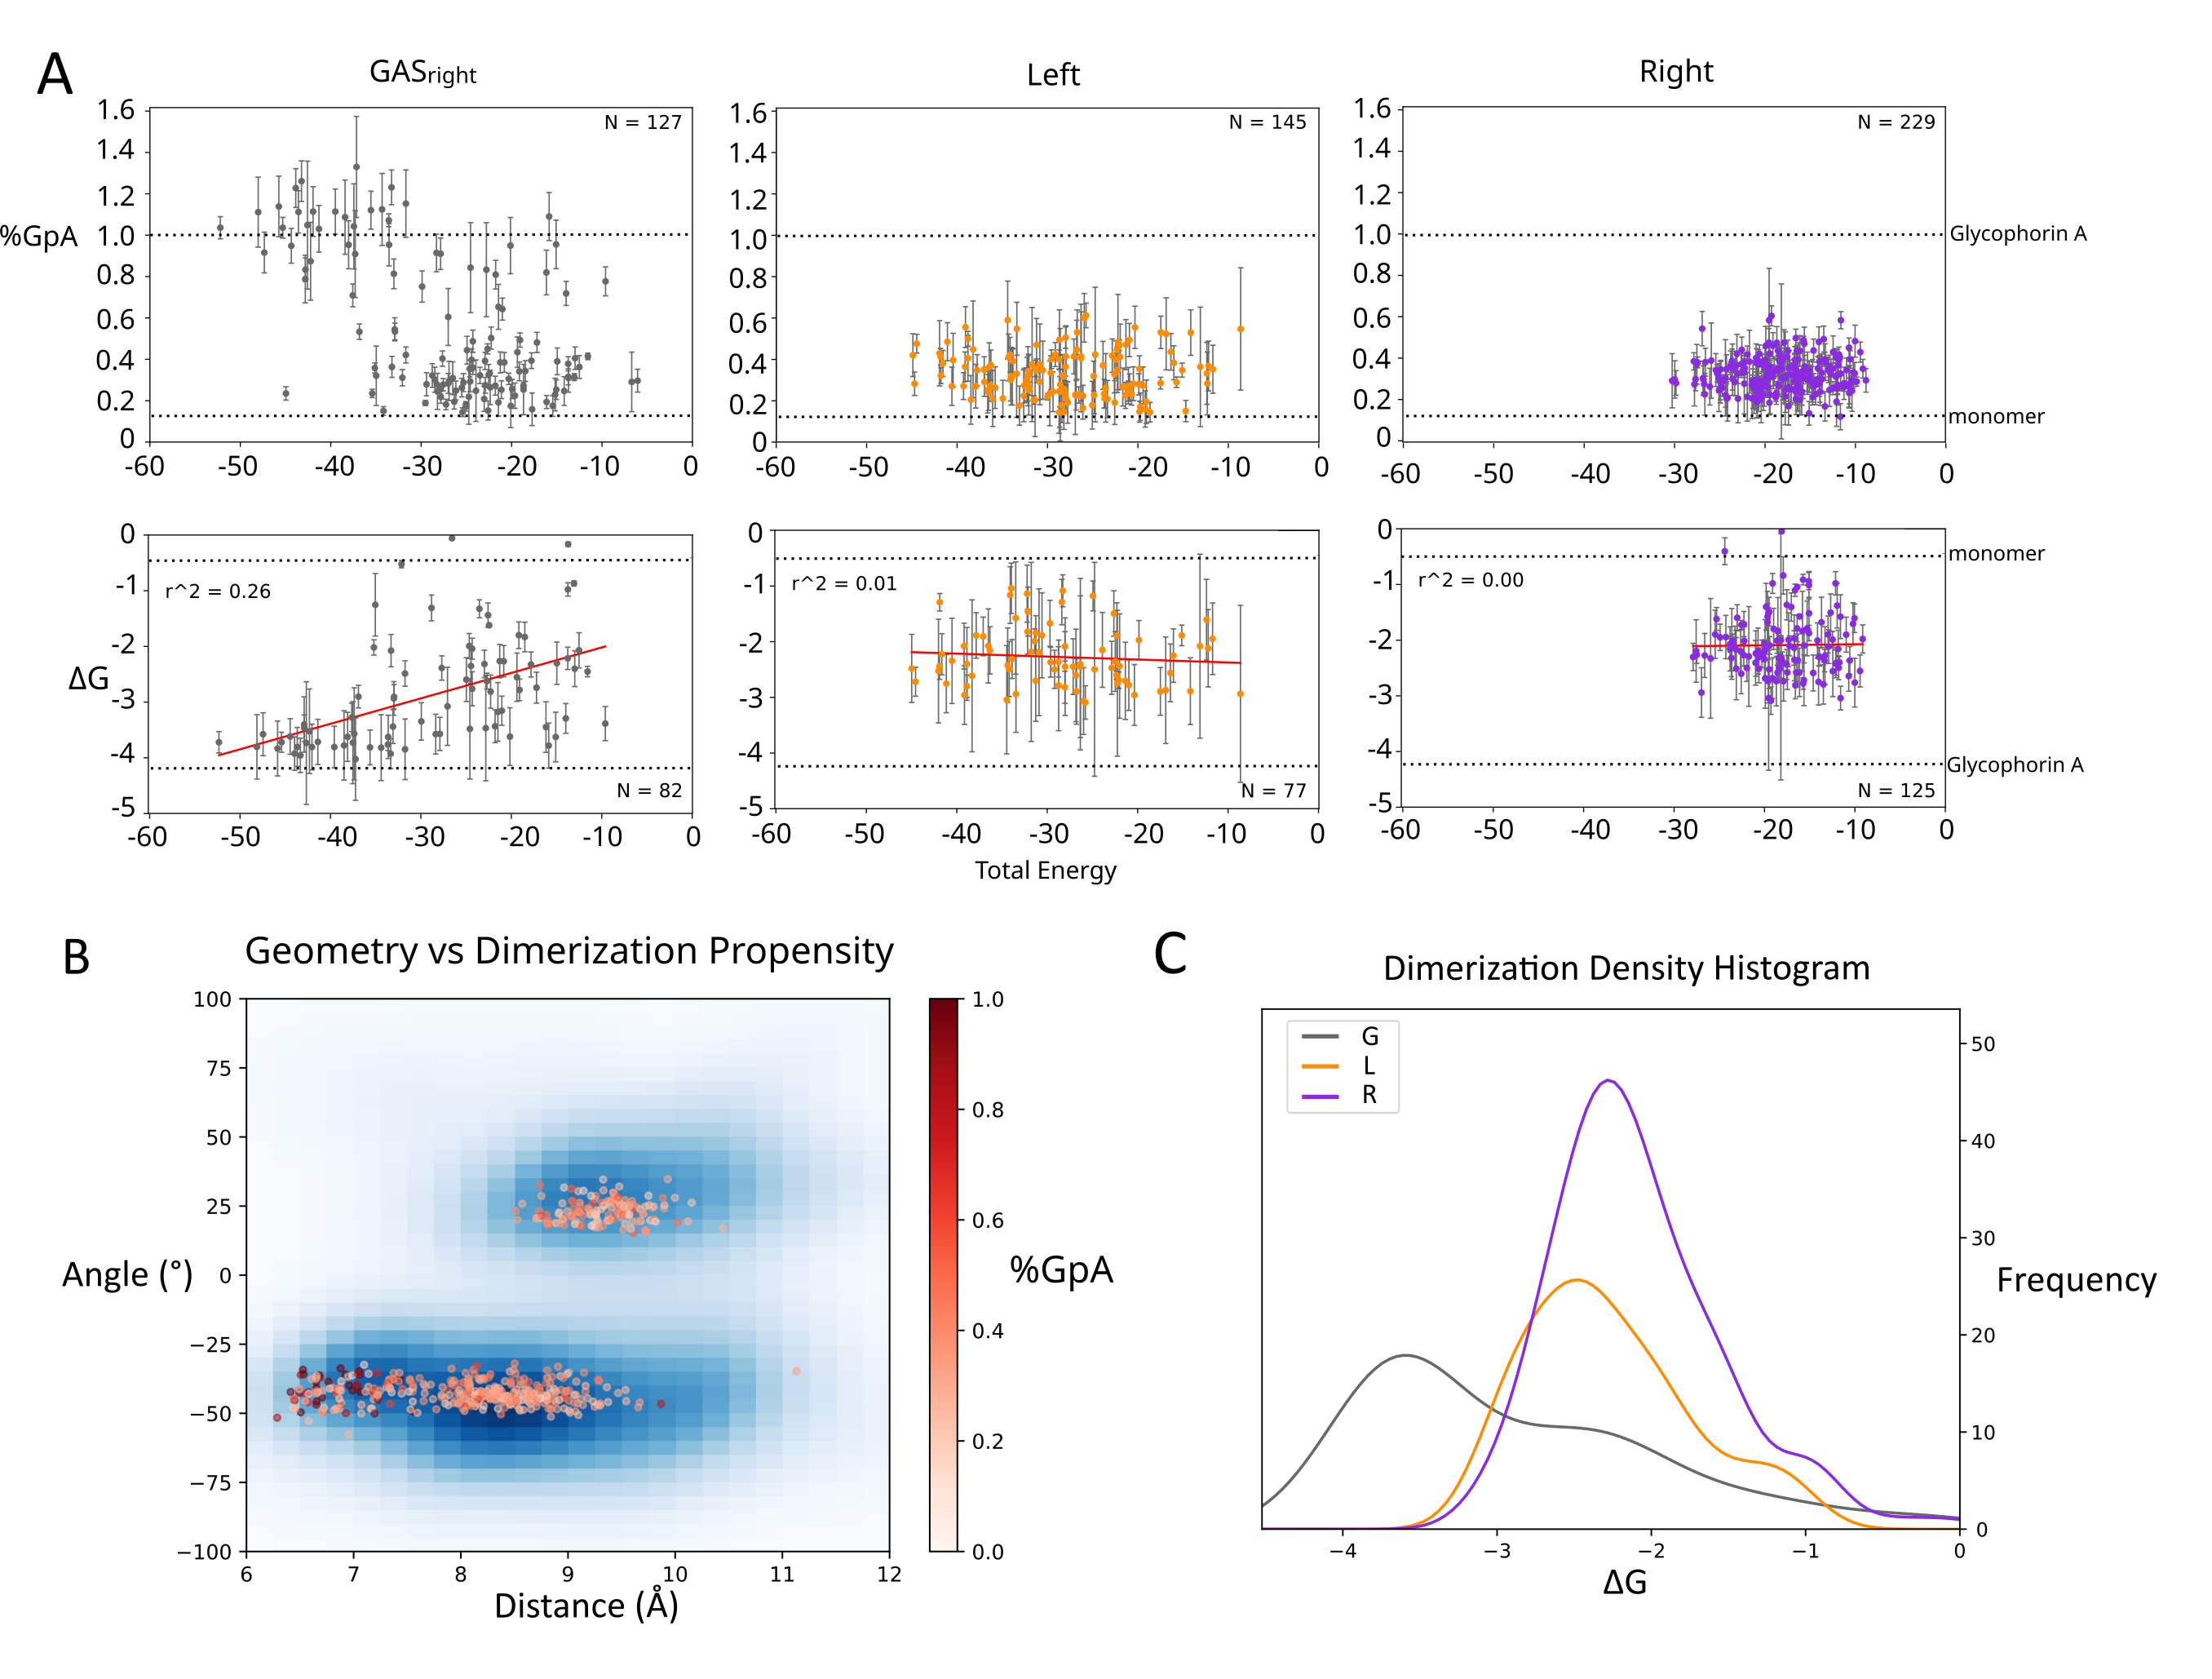 A
GASright
Left
Right
1.6
1.4
1.2
1.0
0.8
0.6
0.4
0.2
0
%GpA
N = 127
-60 -50 -40 -30 -20 -10 0
1.6
1.4
1.2
1.0
0.8
0.6
0.4
0.2
0
N = 145
-60 -50 -40 -30 -20 -10 0
1.6
1.4
1.2
1.0
0.8
0.6
0.4
0.2
0
N = 229
Glycophorin A
monomer
-60 -50 -40 -30 -20 -10 0
0
-1
-2
-3
-4
-5
ΔG
r^2 = 0.26
N = 82
-60 -50 -40 -30 -20 -10 0
0
-1
-2
-3
-4
-5
r^2 = 0.01
N = 77
-60 -50 -40 -30 -20 -10 0
Total Energy
0
-1
-2
-3
-4
-5
r^2 = 0.00
N = 125
monomer
Glycophorin A
-60 -50 -40 -30 -20 -10 0
B
Geometry vs Dimerization Propensity
100
75
50
25
0
−25
−50
−75
−100
Angle (°)
6 7 8 9 10 11 12
Distance (Å)
1.0
0.8
0.6
0.4
0.2
0.0
%GpA
C
Dimerization Density Histogram
G
L
R
50
40
30
20
10
0
Frequency
−4 −3 −2 −1 0
ΔG